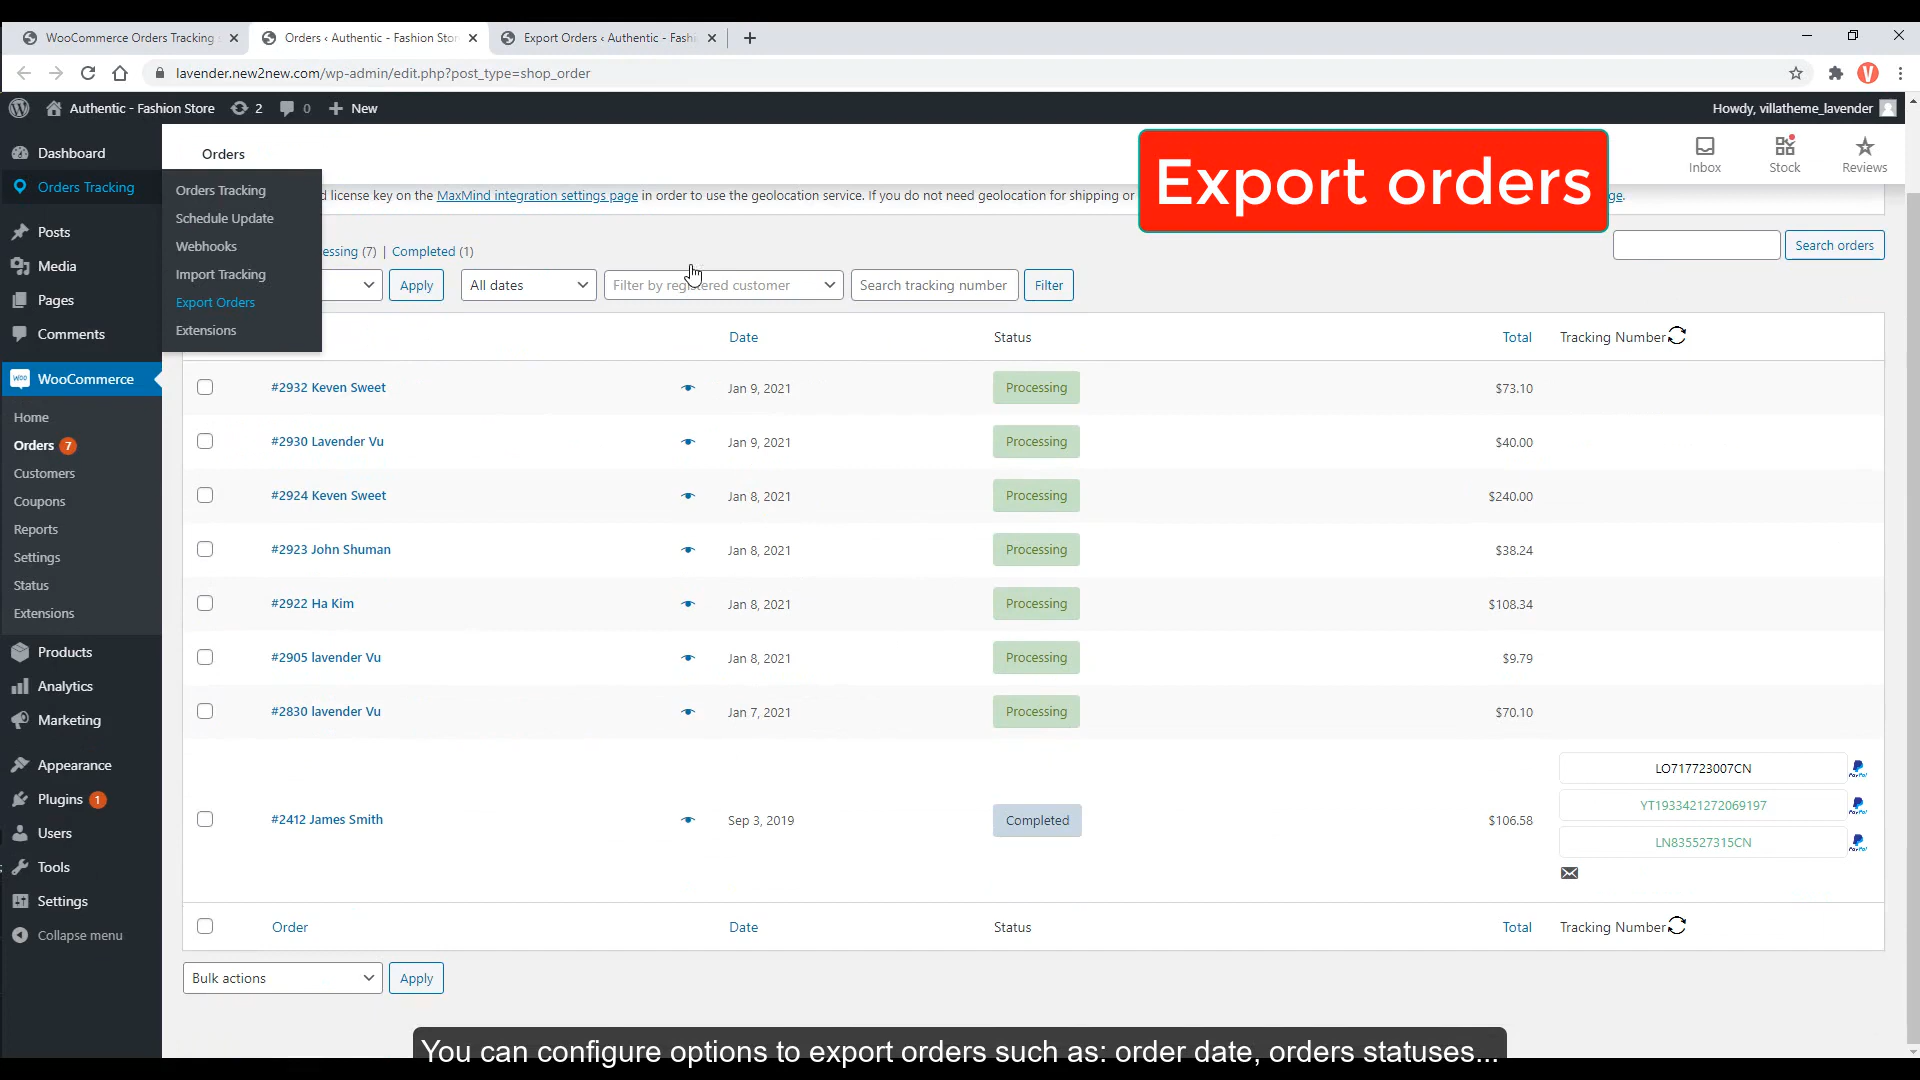 WooCommerce Orders Tracking
Orders ‹ Authentic - Fashion Stor
Export Orders ‹ Authentic - Fash
lavender.new2new.com/wp-admin/edit.php?post_type=shop_order
V
Authentic - Fashion Store
2
0
New
Howdy, villatheme_lavender
Dashboard
Orders Tracking
Posts
Media
Pages
Comments
WooCommerce
Home
Orders 7
Customers
Coupons
Reports
Settings
Status
Extensions
Products
Analytics
Marketing
Appearance
Plugins 1
Users
Tools
Settings
Collapse menu
Orders Tracking
Schedule Update
Webhooks
Import Tracking
Export Orders
Extensions
Orders
Inbox
Stock
Reviews
Export orders
license key on the MaxMind integration settings page in order to use the geolocation service. If you do not need geolocation for shipping or
ge.
essing (7) | Completed (1)
Search orders
Apply
All dates
Filter by registered customer
Search tracking number
Filter
Date Status Total Tracking Number
#2932 Keven Sweet Jan 9, 2021 Processing $73.10
#2930 Lavender Vu Jan 9, 2021 Processing $40.00
#2924 Keven Sweet Jan 8, 2021 Processing $240.00
#2923 John Shuman Jan 8, 2021 Processing $38.24
#2922 Ha Kim Jan 8, 2021 Processing $108.34
#2905 lavender Vu Jan 8, 2021 Processing $9.79
#2830 lavender Vu Jan 7, 2021 Processing $70.10
LO717723007CN
YT1933421272069197
#2412 James Smith Sep 3, 2019 Completed $106.58
LN835527315CN
Order Date Status Total Tracking Number
Bulk actions
Apply
You can configure options to export orders such as: order date, orders statuses...